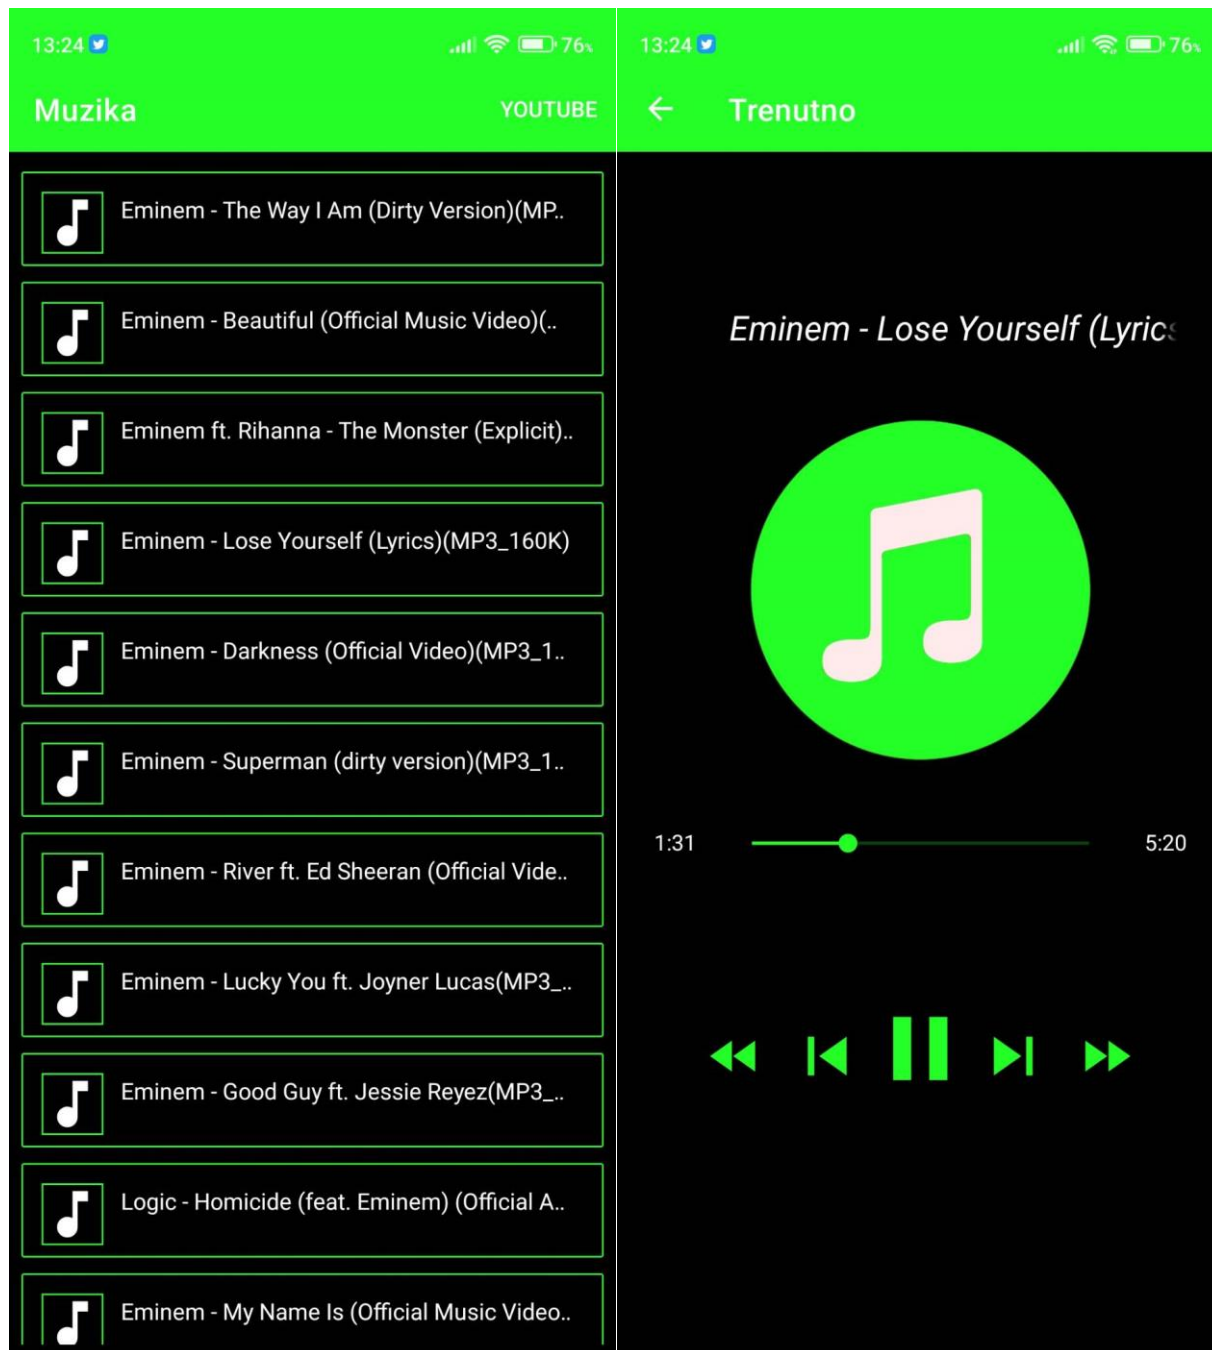 13:24
76%
Muzika
YOUTUBE
Eminem - The Way I Am (Dirty Version)(MP..
Eminem - Beautiful (Official Music Video)(..
Eminem ft. Rihanna - The Monster (Explicit)..
Eminem - Lose Yourself (Lyrics)(MP3_160K)
Eminem - Darkness (Official Video)(MP3_1..
Eminem - Superman (dirty version)(MP3_1..
Eminem - River ft. Ed Sheeran (Official Vide..
Eminem - Lucky You ft. Joyner Lucas(MP3_..
Eminem - Good Guy ft. Jessie Reyez(MP3_..
Logic - Homicide (feat. Eminem) (Official A..
Eminem - My Name Is (Official Music Video..
13:24
76%
Trenutno
Eminem - Lose Yourself (Lyrics
1:31
5:20